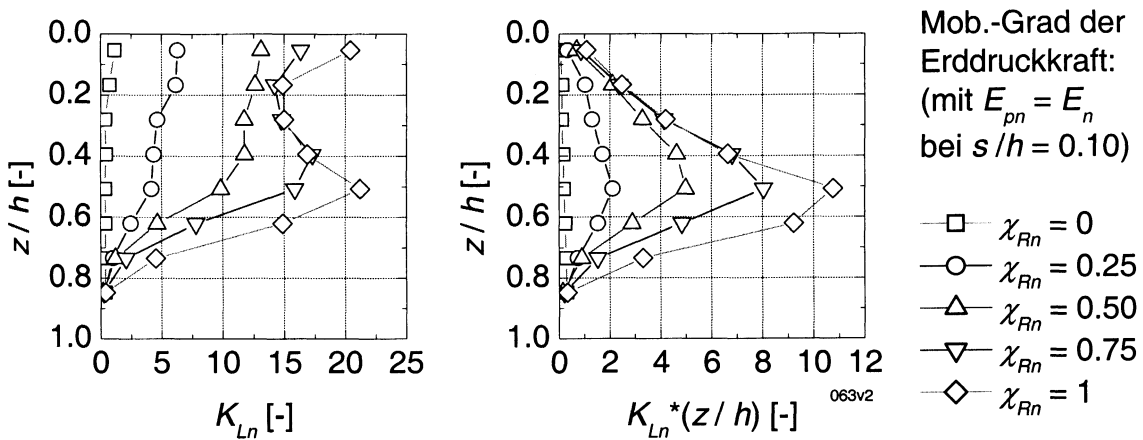 0.0
0.2
0.4
0.6
0.8
1.0
z / h [-]
0 5 10 15 20 25
K_Ln [-]
0.0
0.2
0.4
0.6
0.8
1.0
z / h [-]
0 2 4 6 8 10 12
K_Ln*(z / h) [-]
063v2
Mob.-Grad der
Erddruckkraft:
(mit E_pn = E_n
bei s /h = 0.10)
χ_Rn = 0
χ_Rn = 0.25
χ_Rn = 0.50
χ_Rn = 0.75
χ_Rn = 1